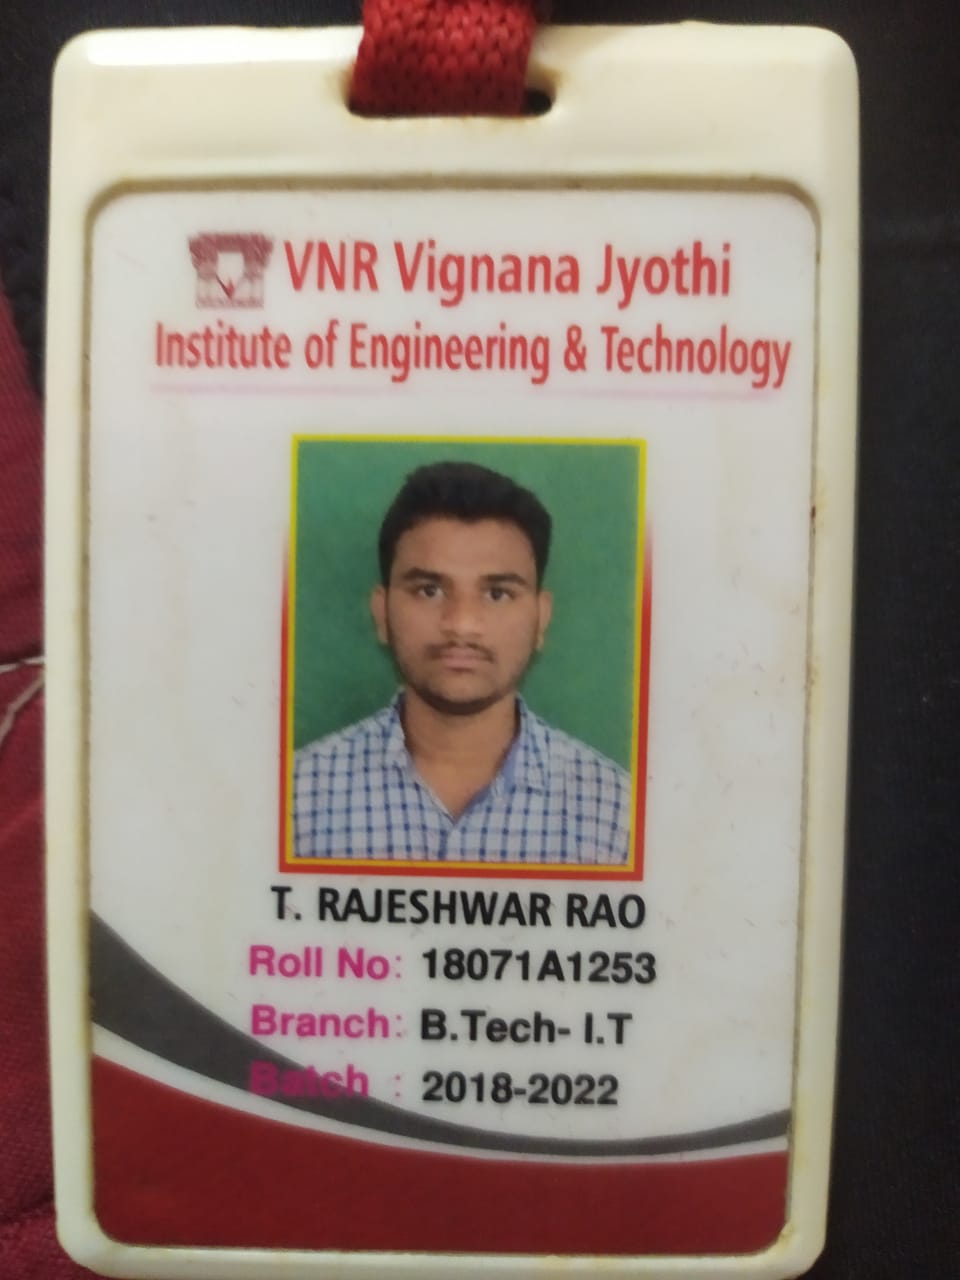 VNR Vignana Jyothi
Institute of Engineering & Technology
T. RAJESHWAR RAO
Roll No: 18071A1253
Branch: B.Tech- I.T
Batch : 2018-2022